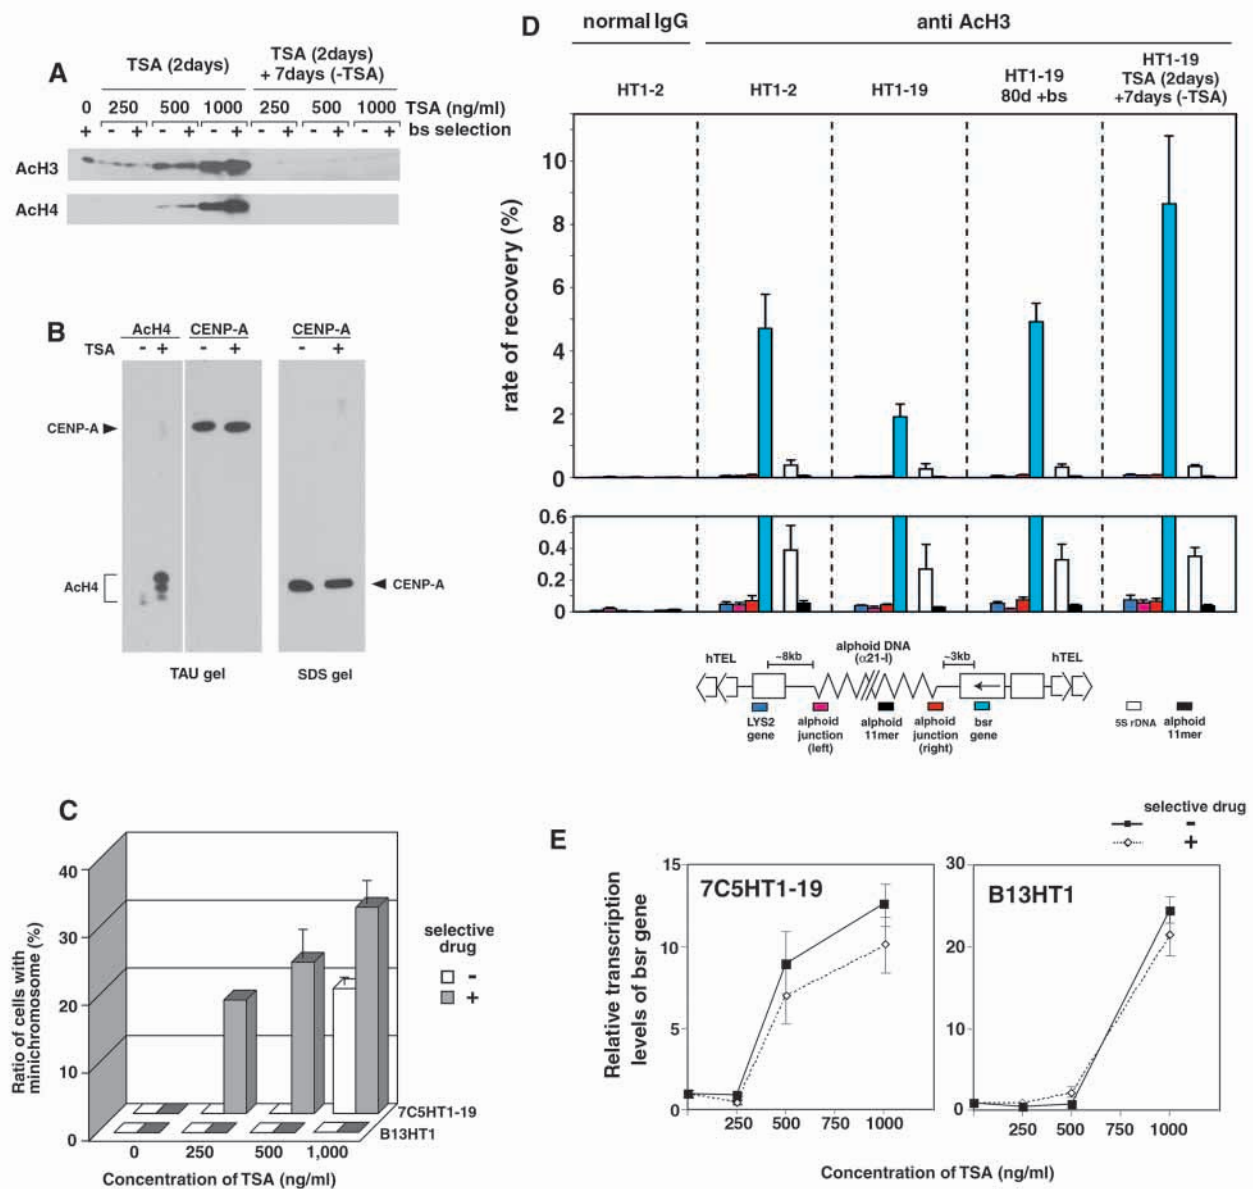 A
TSA (2days)
TSA (2days)
+ 7days (-TSA)
0 250 500 1000 250 500 1000 TSA (ng/ml)
+ - + - + - + - + - + - + bs selection
AcH3
AcH4
B
AcH4 CENP-A CENP-A
TSA - + - + - +
CENP-A
AcH4
CENP-A
TAU gel SDS gel
C
40
30
20
10
0
Ratio of cells with
minichromosome (%)
selective
drug
-
+
7C5HT1-19
B13HT1
0 250 500 1,000
Concentration of TSA (ng/ml)
D
normal IgG anti AcH3
HT1-2
HT1-2
HT1-19
HT1-19
80d +bs
HT1-19
TSA (2days)
+7days (-TSA)
rate of recovery (%)
10
8
6
4
2
0
0.6
0.4
0.2
0
hTEL
~8kb
alphoid DNA
(α21-I)
~3kb
hTEL
LYS2
gene
alphoid
junction
(left)
alphoid
11mer
alphoid
junction
(right)
bsr
gene
5S rDNA
alphoid
11mer
E
selective drug
-
+
Relative transcription
levels of bsr gene
7C5HT1-19
15
10
5
0
250 500 750 1000
B13HT1
30
20
10
0
250 500 750 1000
Concentration of TSA (ng/ml)